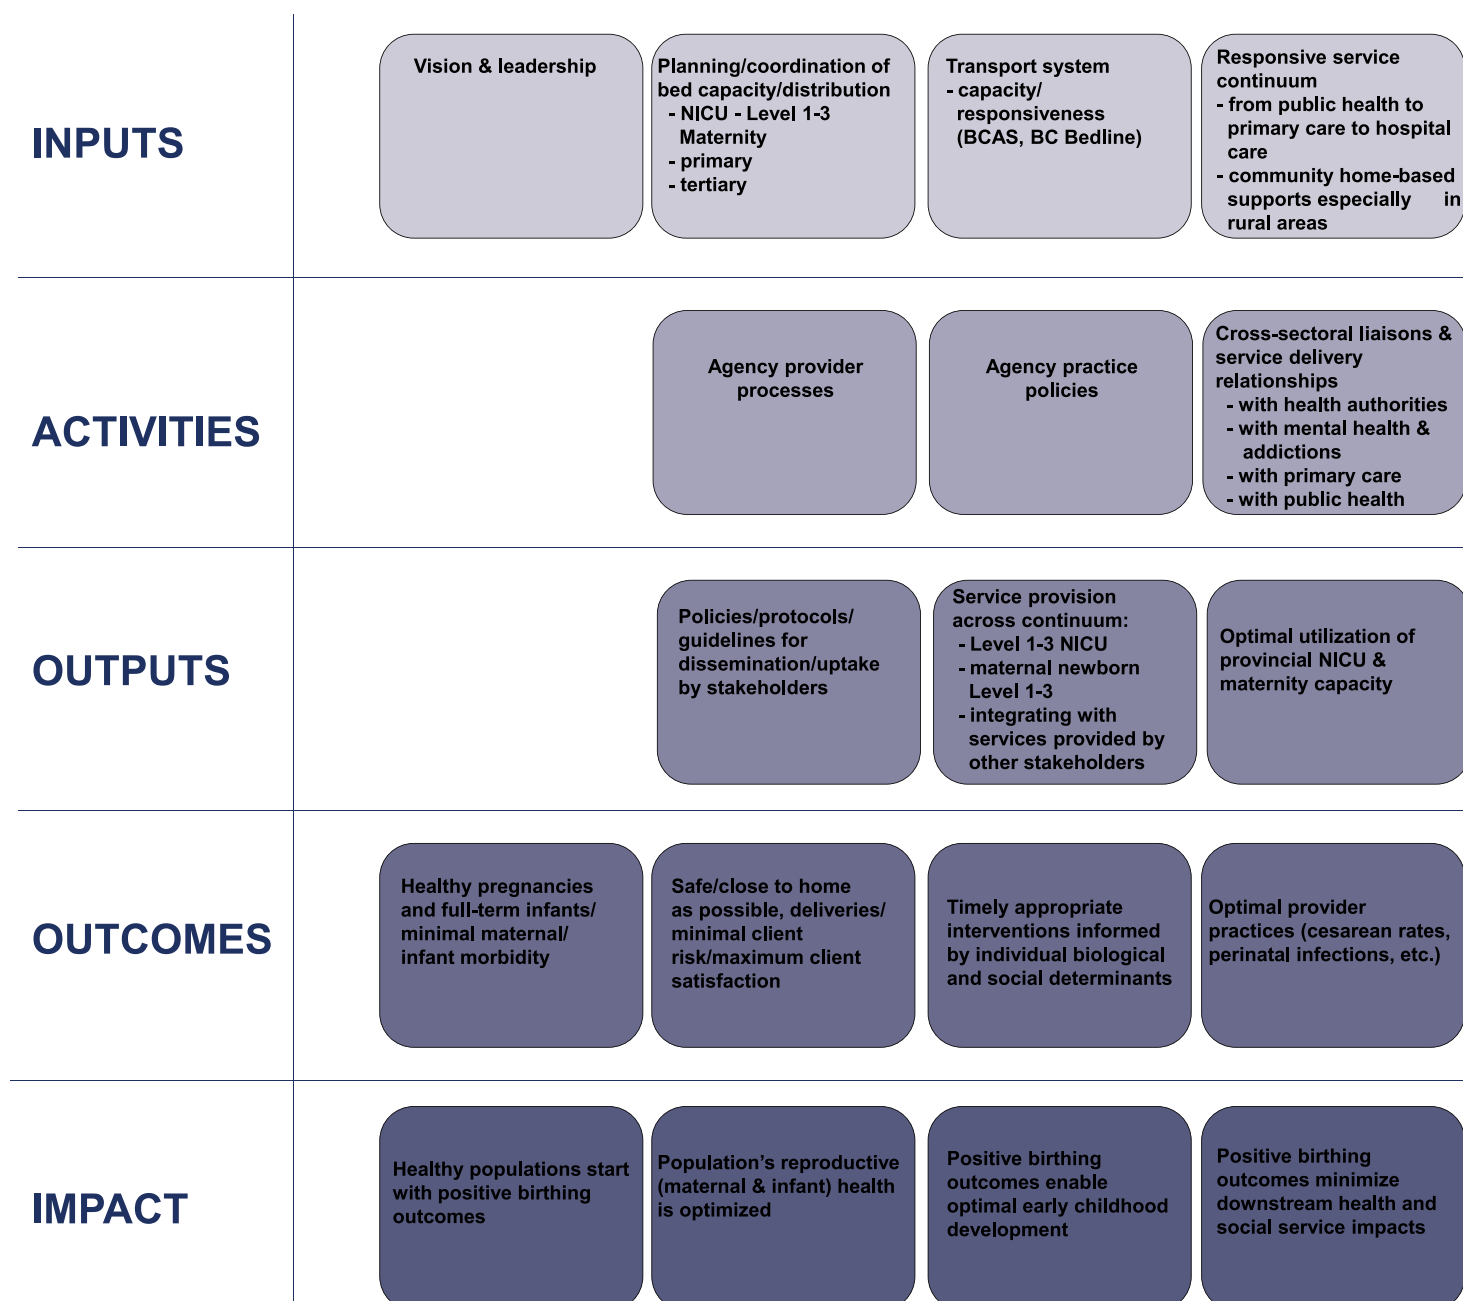 INPUTS
Vision & leadership
Planning/coordination of
bed capacity/distribution
- NICU - Level 1-3
Maternity
- primary
- tertiary
Transport system
- capacity/
responsiveness
(BCAS, BC Bedline)
Responsive service
continuum
- from public health to
primary care to hospital
care
- community home-based
supports especially in
rural areas
ACTIVITIES
Agency provider
processes
Agency practice
policies
Cross-sectoral liaisons &
service delivery
relationships
- with health authorities
- with mental health &
addictions
- with primary care
- with public health
OUTPUTS
Policies/protocols/
guidelines for
dissemination/uptake
by stakeholders
Service provision
across continuum:
- Level 1-3 NICU
- maternal newborn
Level 1-3
- integrating with
services provided by
other stakeholders
Optimal utilization of
provincial NICU &
maternity capacity
OUTCOMES
Healthy pregnancies
and full-term infants/
minimal maternal/
infant morbidity
Safe/close to home
as possible, deliveries/
minimal client
risk/maximum client
satisfaction
Timely appropriate
interventions informed
by individual biological
and social determinants
Optimal provider
practices (cesarean rates,
perinatal infections, etc.)
IMPACT
Healthy populations start
with positive birthing
outcomes
Population’s reproductive
(maternal & infant) health
is optimized
Positive birthing
outcomes enable
optimal early childhood
development
Positive birthing
outcomes minimize
downstream health and
social service impacts